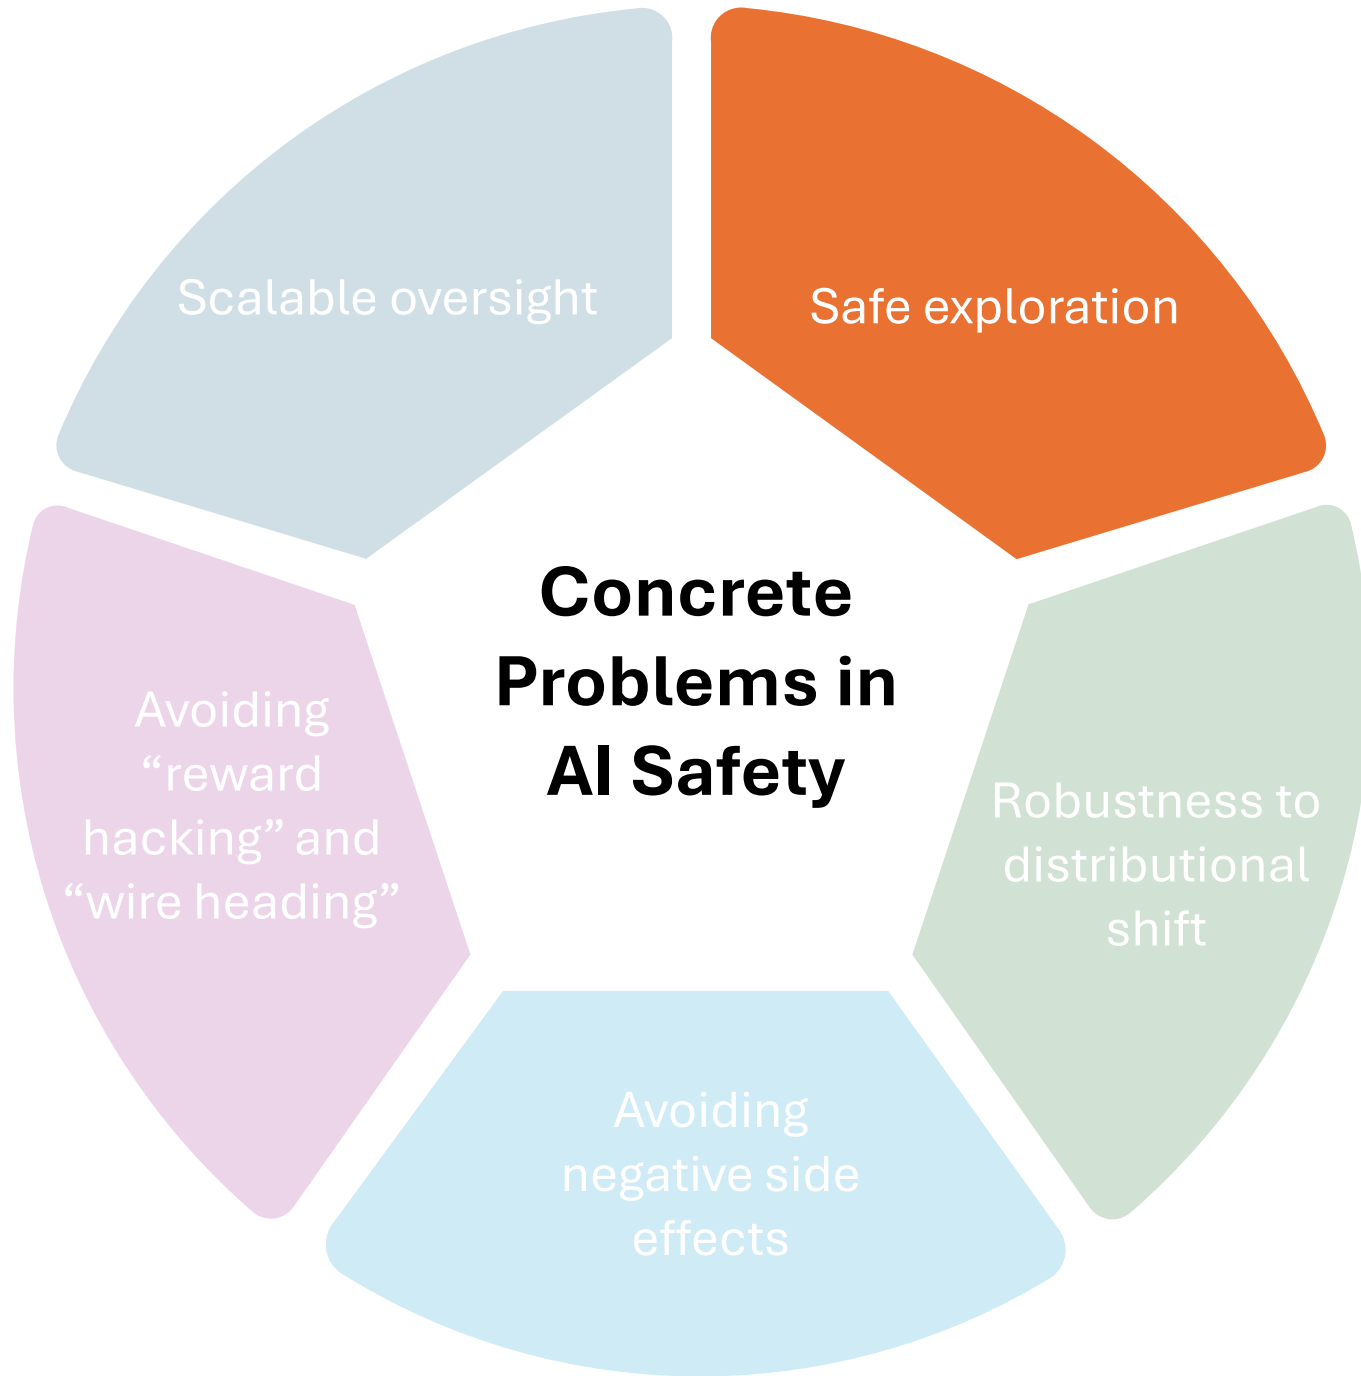 Scalable oversight
Safe exploration
Concrete
Problems in
AI Safety
Avoiding
“reward
hacking” and
“wire heading”
Robustness to
distributional
shift
Avoiding
negative side
effects